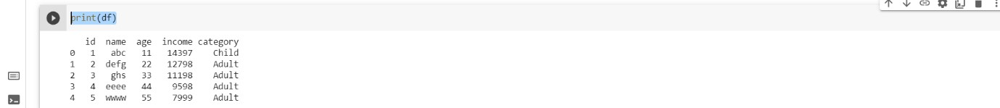 print(df)
id name age income category
0 1 abc 11 14397 Child
1 2 defg 22 12798 Adult
2 3 ghs 33 11198 Adult
3 4 eeee 44 9598 Adult
4 5 wwww 55 7999 Adult